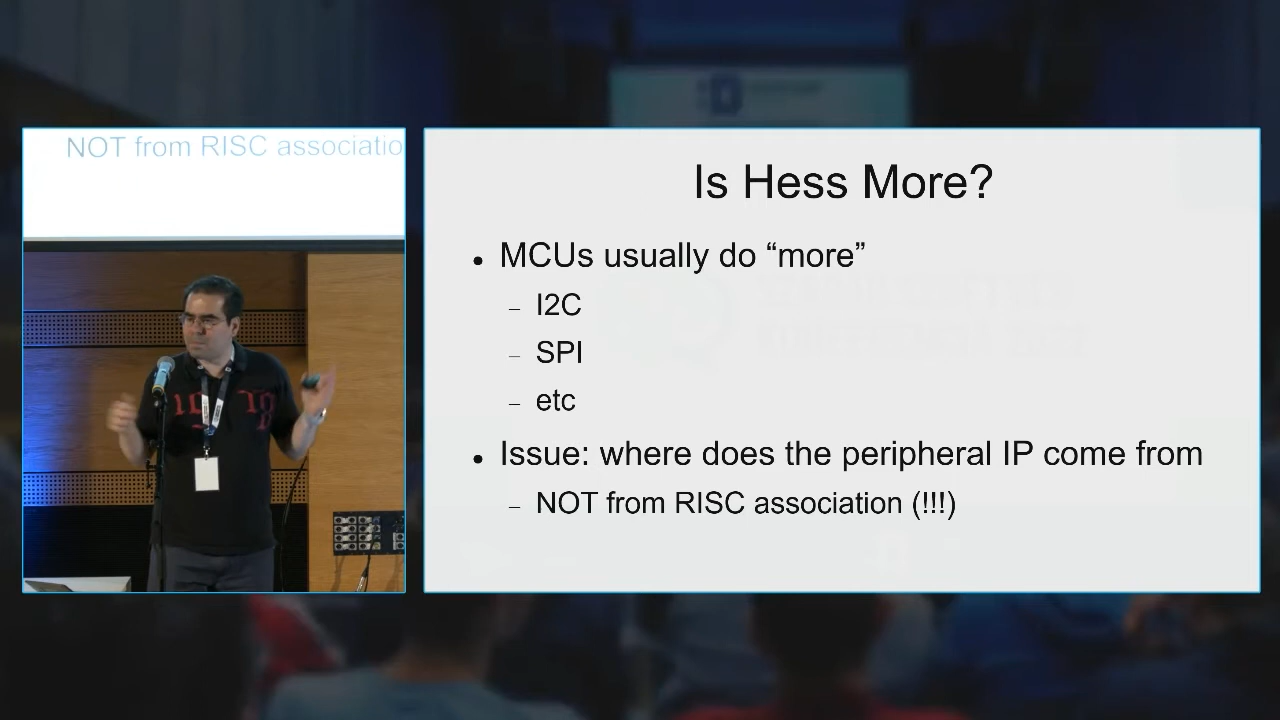 NOT from RISC associatio
Is Hess More?
• MCUs usually do “more”
– I2C
– SPI
– etc
• Issue: where does the peripheral IP come from
– NOT from RISC association (!!!)